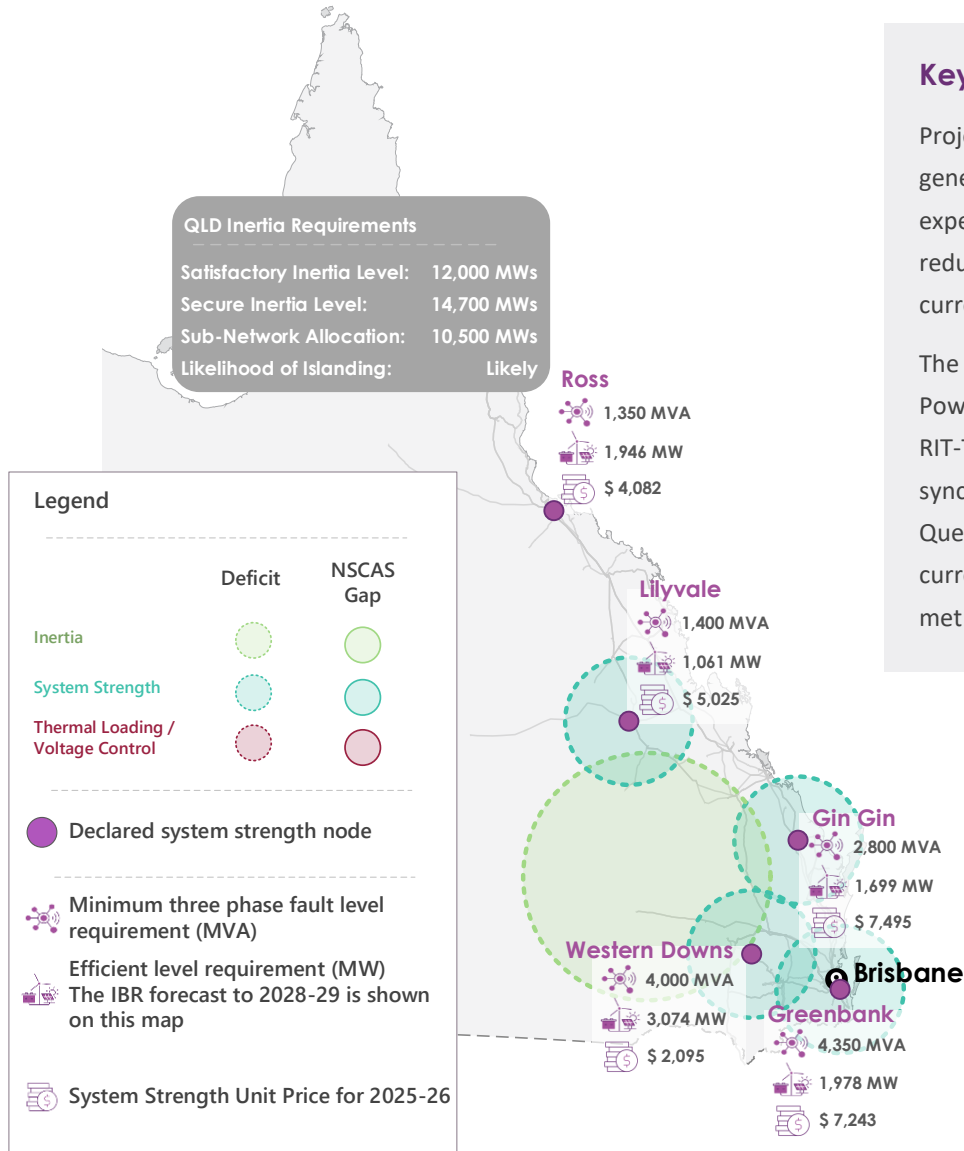 QLD Inertia Requirements
Satisfactory Inertia Level: 12,000 MWs
Secure Inertia Level: 14,700 MWs
Sub-Network Allocation: 10,500 MWs
Likelihood of Islanding: Likely
Ross
1,350 MVA
1,946 MW
$ 4,082
Lilyvale
1,400 MVA
1,061 MW
$ 5,025
Gin Gin
2,800 MVA
1,699 MW
$ 7,495
Western Downs
4,000 MVA
3,074 MW
$ 2,095
Brisbane
Greenbank
4,350 MVA
1,978 MW
$ 7,243
Legend
Deficit
NSCAS
Gap
Inertia
System Strength
Thermal Loading /
Voltage Control
Declared system strength node
Minimum three phase fault level
requirement (MVA)
Efficient level requirement (MW)
The IBR forecast to 2028-29 is shown
on this map
System Strength Unit Price for 2025-26
Key
Proj
gene
expe
redu
curr
The
Pow
RIT-T
sync
Que
curr
met